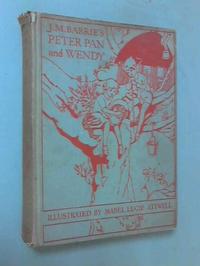 J·M·BARRIE'S
PETER PAN
and WENDY
ILLUSTRATED BY MABEL LUCIE ATTWELL